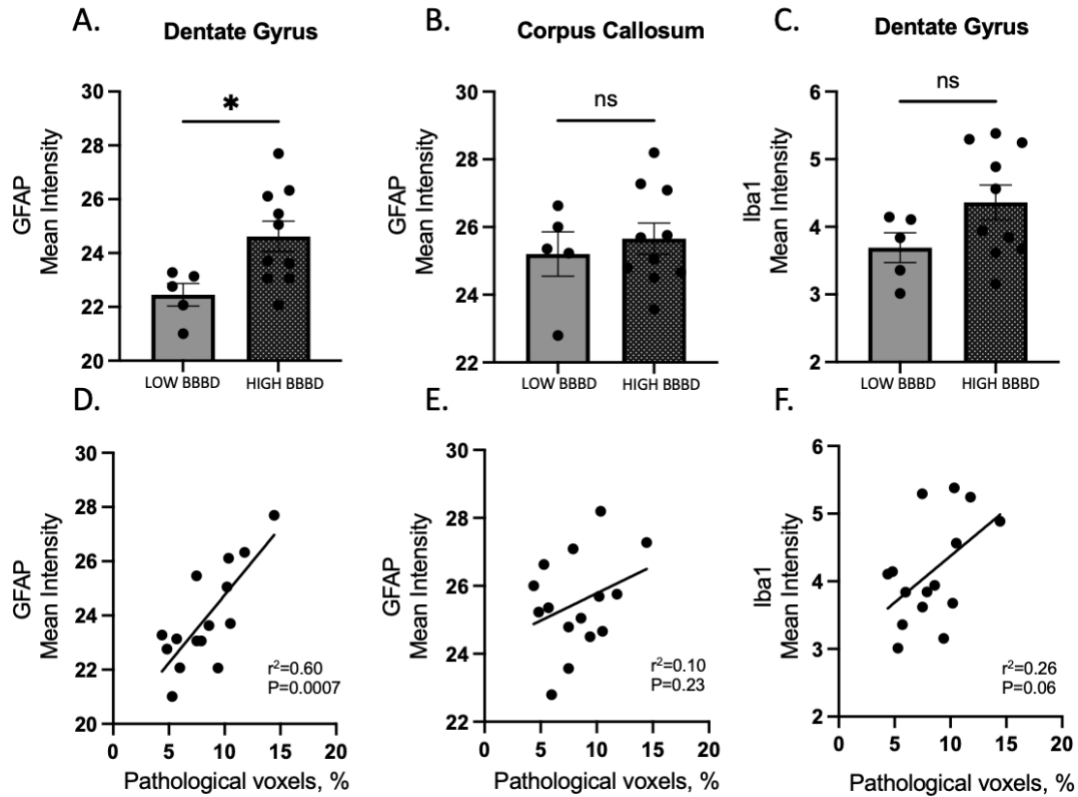 A.
Dentate Gyrus
30
28
26
24
22
20
GFAP
Mean Intensity
*
LOW BBBD
HIGH BBBD
B.
Corpus Callosum
30
28
26
24
22
GFAP
Mean Intensity
ns
LOW BBBD
HIGH BBBD
C.
Dentate Gyrus
6
5
4
3
2
Iba1
Mean Intensity
ns
LOW BBBD
HIGH BBBD
D.
30
28
26
24
22
20
GFAP
Mean Intensity
r²=0.60
P=0.0007
0
5
10
15
20
Pathological voxels, %
E.
30
28
26
24
22
GFAP
Mean Intensity
r²=0.10
P=0.23
0
5
10
15
20
Pathological voxels, %
F.
6
5
4
3
2
Iba1
Mean Intensity
r²=0.26
P=0.06
0
5
10
15
20
Pathological voxels, %